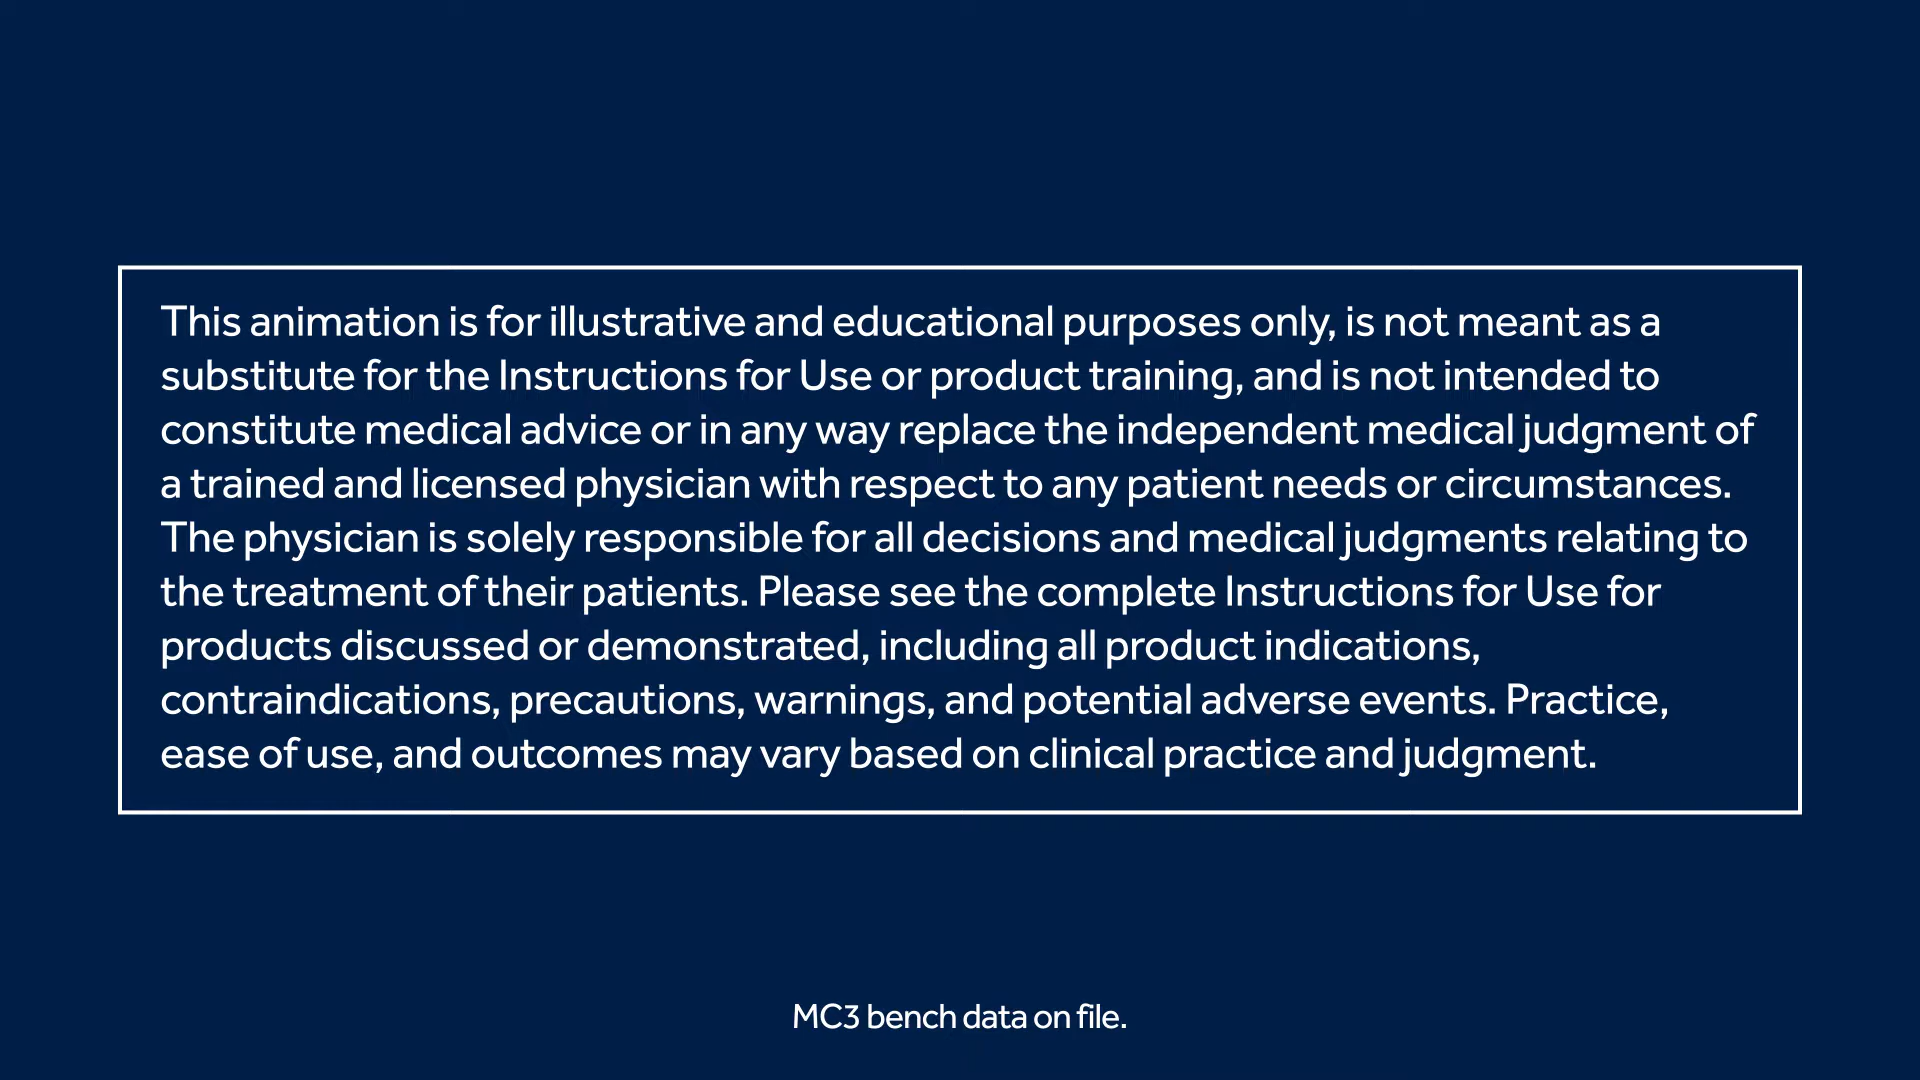 This animation is for illustrative and educational purposes only, is not meant as a
substitute for the Instructions for Use or product training, and is not intended to
constitute medical advice or in any way replace the independent medical judgment of
a trained and licensed physician with respect to any patient needs or circumstances.
The physician is solely responsible for all decisions and medical judgments relating to
the treatment of their patients. Please see the complete Instructions for Use for
products discussed or demonstrated, including all product indications,
contraindications, precautions, warnings, and potential adverse events. Practice,
ease of use, and outcomes may vary based on clinical practice and judgment.
MC3 bench data on file.